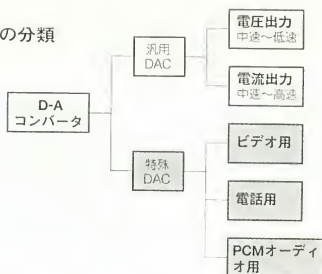 の分類
D-A
コンバータ
汎用
DAC
電圧出力
中速～低速
電流出力
中速～高速
特殊
DAC
ビデオ用
電話用
PCMオーディ
オ用